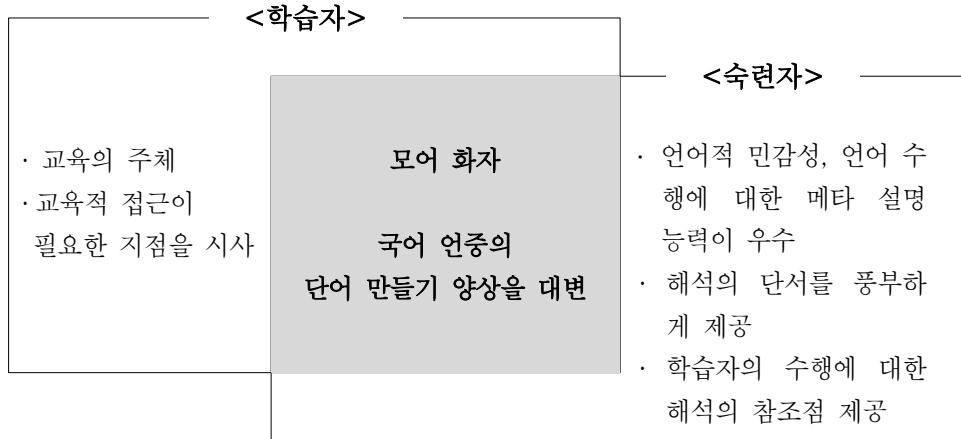 <학습자>
<숙련자>
· 교육의 주체
· 교육적 접근이
필요한 지점을 시사
모어 화자
국어 언중의
단어 만들기 양상을 대변
· 언어적 민감성, 언어 수
행에 대한 메타 설명
능력이 우수
· 해석의 단서를 풍부하
게 제공
· 학습자의 수행에 대한
해석의 참조점 제공